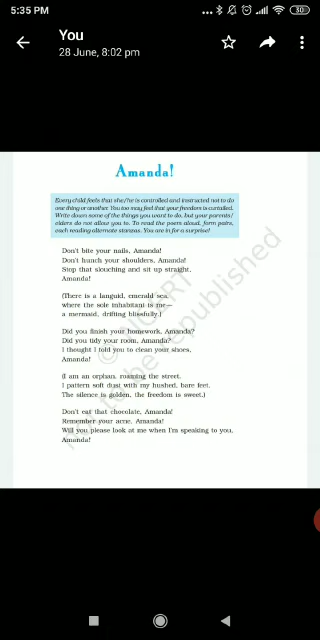 5:35 PM
30
You
28 June, 8:02 pm
Amanda!
Every child feels that she/he is controlled and instructed not to do
one thing or another. You too may feel that your freedom is curtailed.
Write down some of the things you want to do, but your parents/
elders do not allow you to. To read the poem aloud, form pairs,
each reading alternate stanzas. You are in for a surprise!
Don't bite your nails, Amanda!
Don't hunch your shoulders, Amanda!
Stop that slouching and sit up straight,
Amanda!
(There is a languid, emerald sea,
where the sole inhabitant is me—
a mermaid, drifting blissfully.)
Did you finish your homework, Amanda?
Did you tidy your room, Amanda?
I thought I told you to clean your shoes,
Amanda!
(I am an orphan, roaming the street.
I pattern soft dust with my hushed, bare feet.
The silence is golden, the freedom is sweet.)
Don't eat that chocolate, Amanda!
Remember your acne, Amanda!
Will you please look at me when I'm speaking to you,
Amanda!
© NCERT
not to be republished